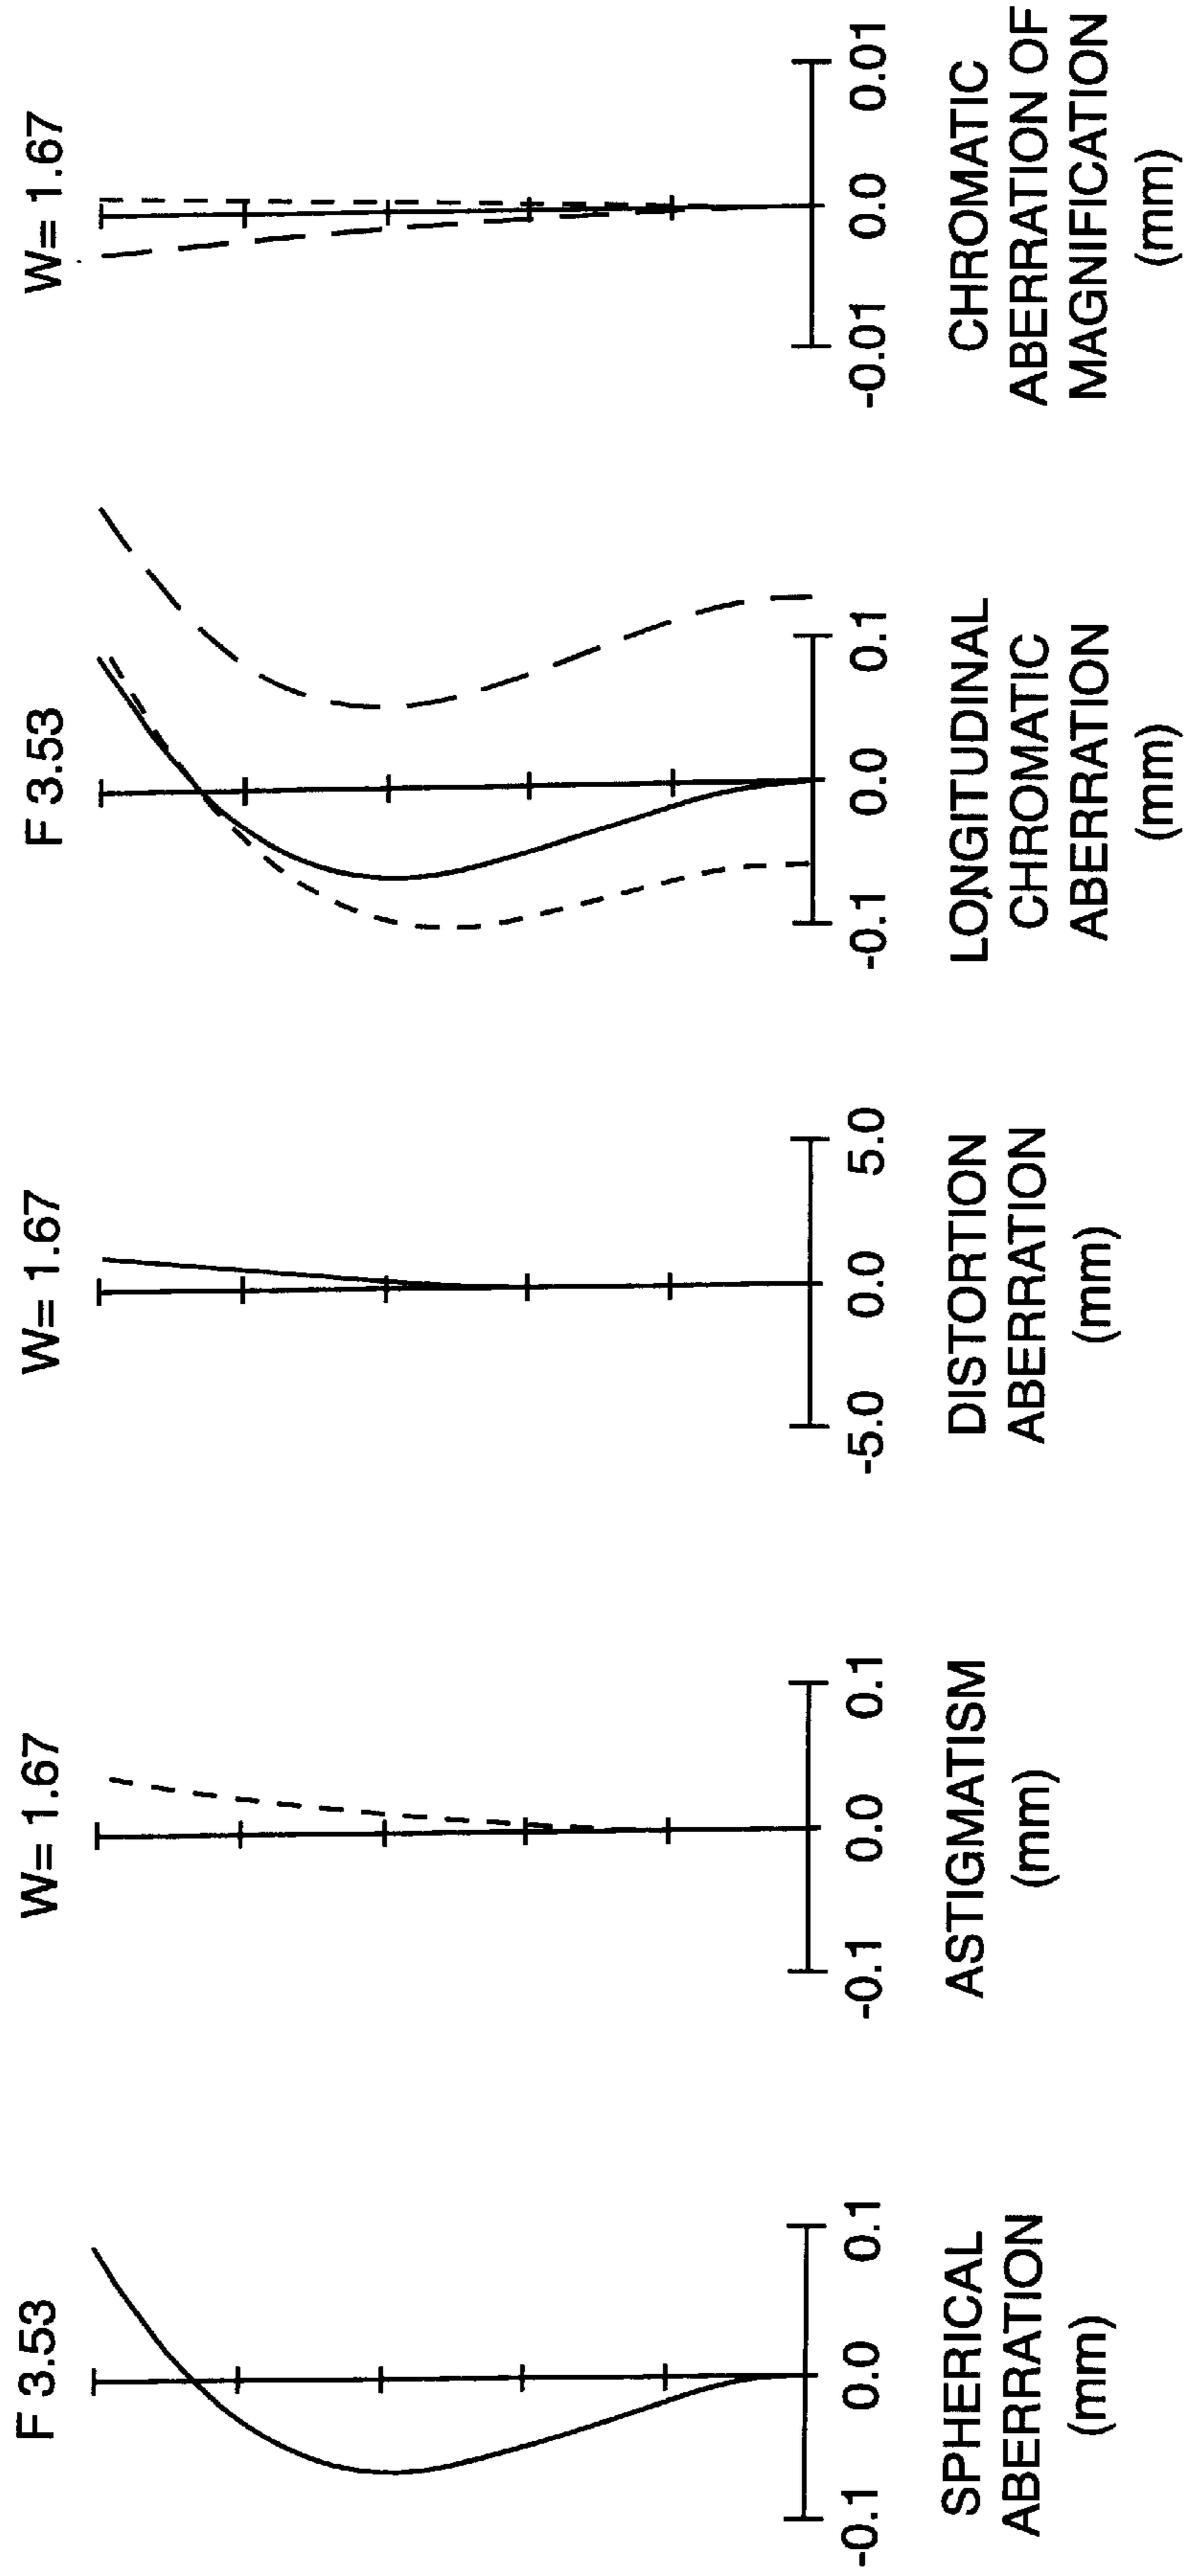 F 3.53
-0.1 0.0 0.1
SPHERICAL
ABERRATION
(mm)
W= 1.67
-0.1 0.0 0.1
ASTIGMATISM
(mm)
W= 1.67
-5.0 0.0 5.0
DISTORTION
ABERRATION
(mm)
F 3.53
-0.1 0.0 0.1
LONGITUDINAL
CHROMATIC
ABERRATION
(mm)
W= 1.67
-0.01 0.0 0.01
CHROMATIC
ABERRATION OF
MAGNIFICATION
(mm)